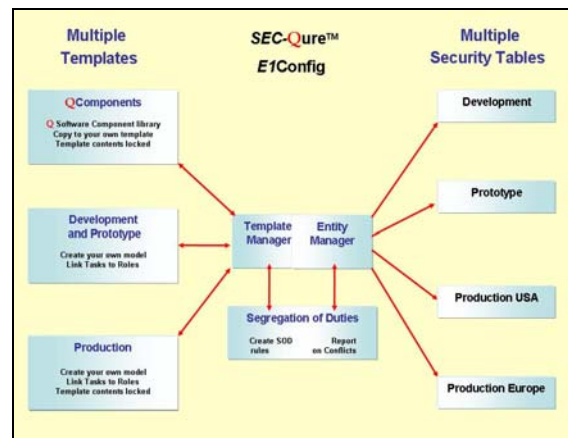 Multiple
Templates
SEC-Qure™
E1Config
Multiple
Security Tables
QComponents
Q Software Component library
Copy to your own template
Template contents locked
Development
and Prototype
Create your own model
Link Tasks to Roles
Production
Create your own model
Link Tasks to Roles
Template contents locked
Template
Manager
Entity
Manager
Segregation of Duties
Create SOD
rules
Report
on Conflicts
Development
Prototype
Production USA
Production Europe